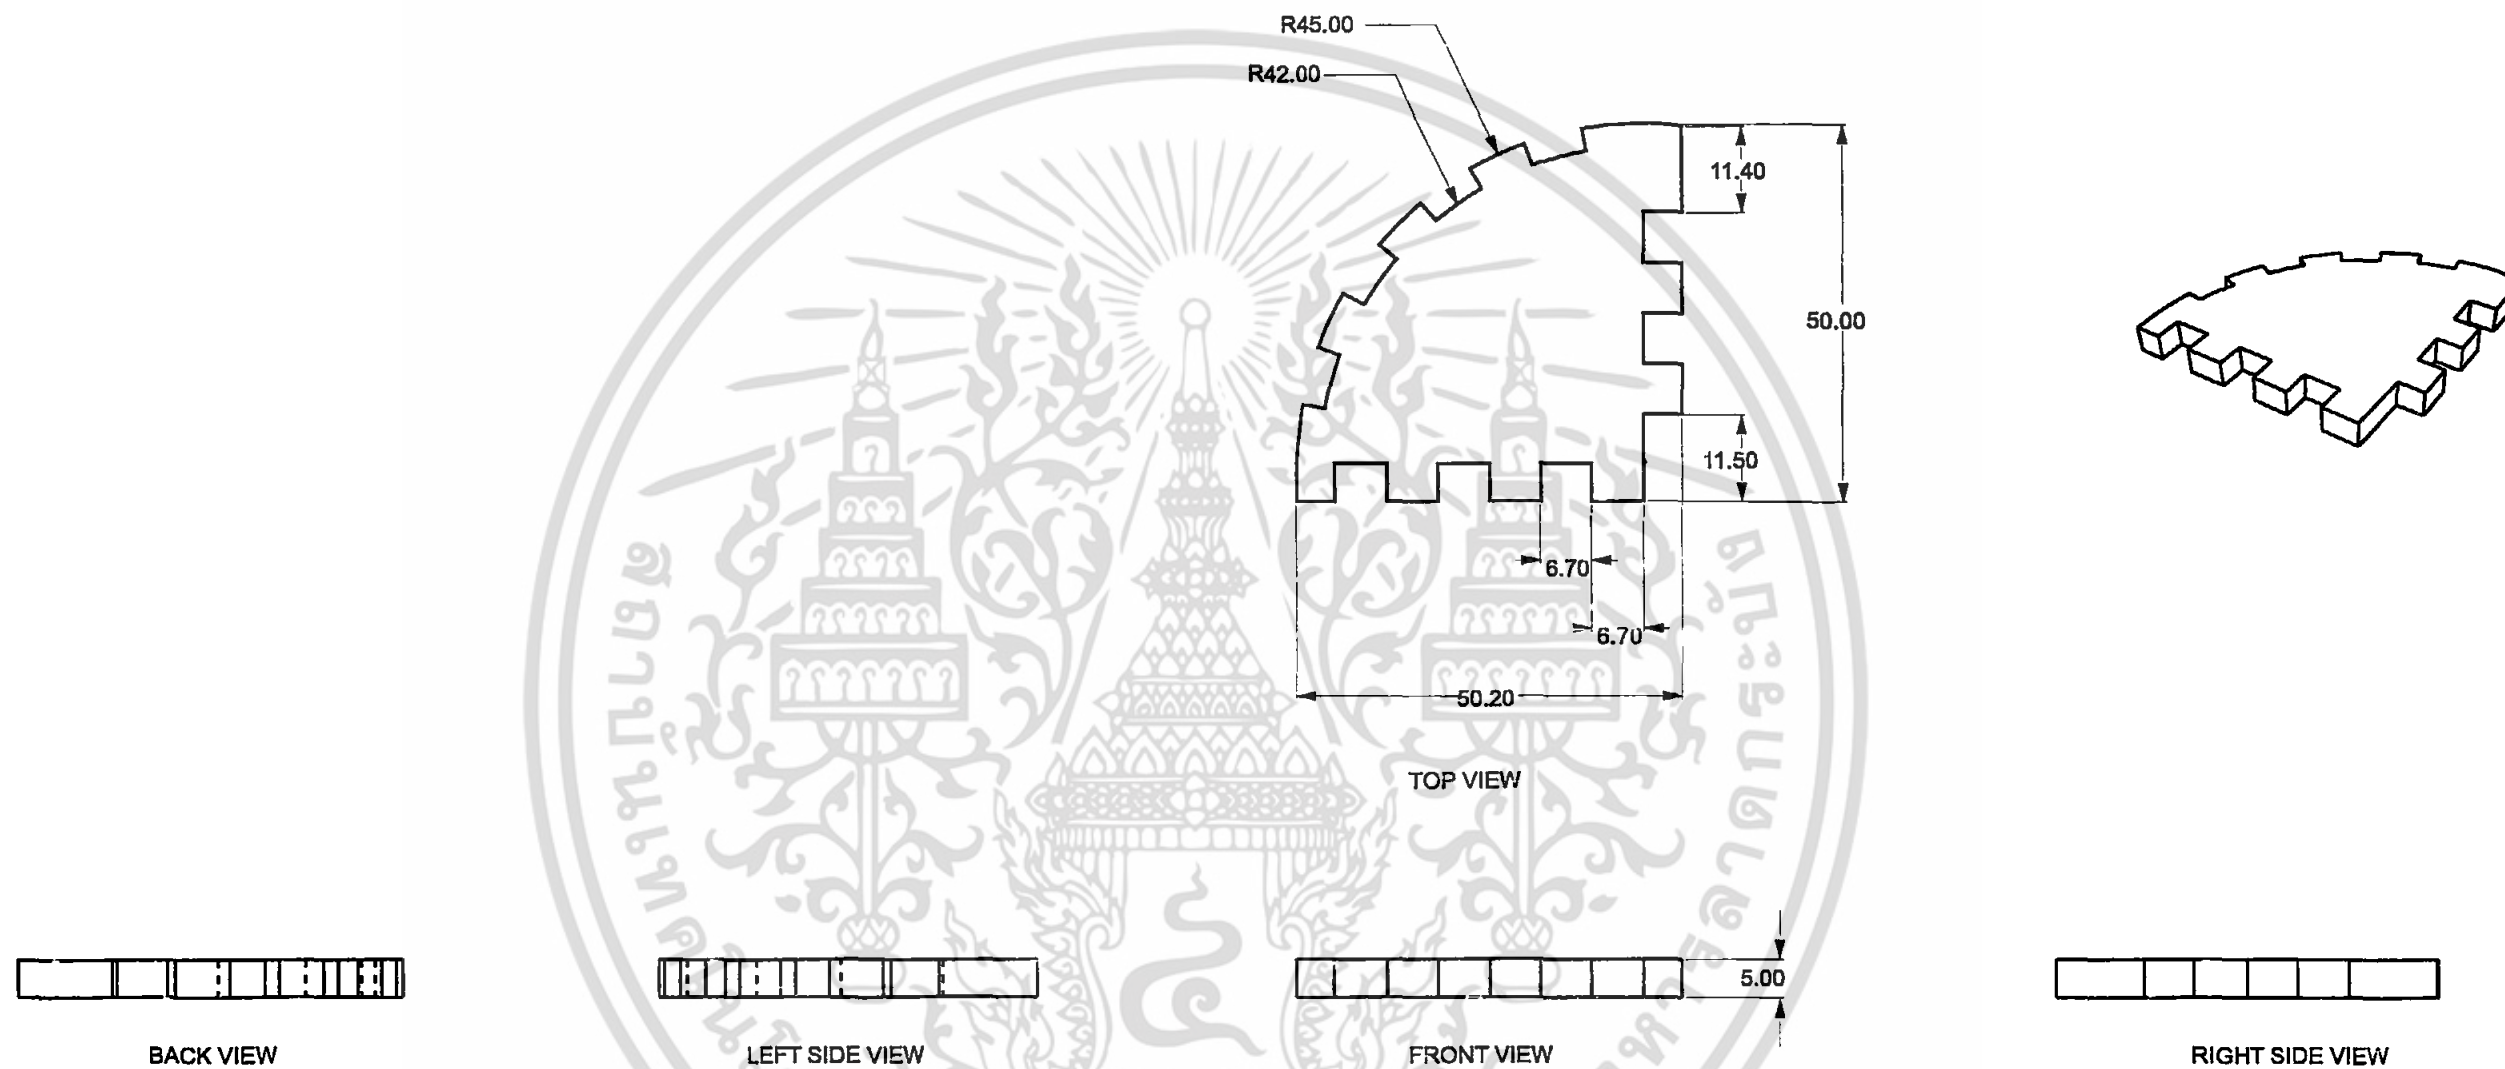 R45.00
R42.00
11.40
50.00
11.50
6.70
6.70
50.20
TOP VIEW
5.00
BACK VIEW
LEFT SIDE VIEW
FRONT VIEW
RIGHT SIDE VIEW